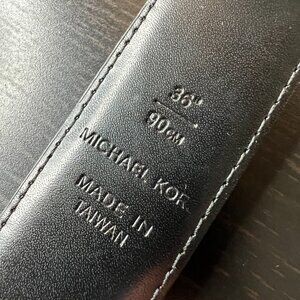 36"
90CM
MICHAEL KOR
MADE IN
TAIWAN